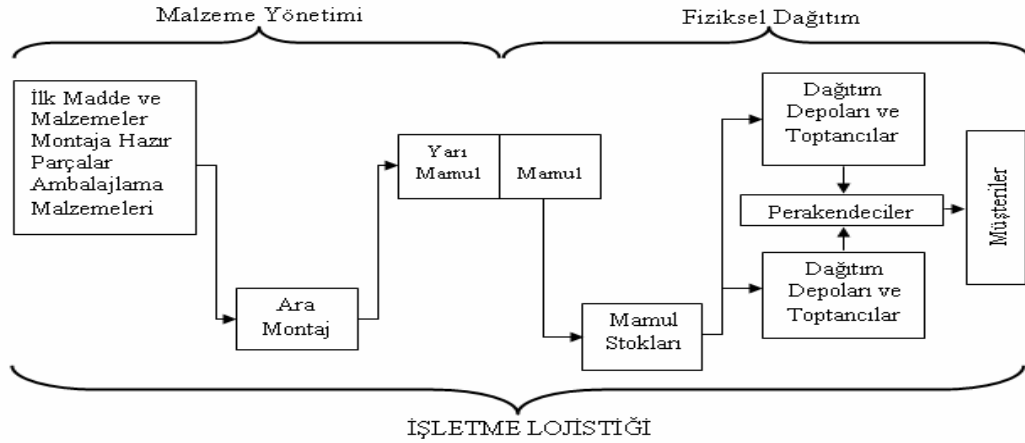 Malzeme Yönetimi
Fiziksel Dağıtım
İlk Madde ve
Malzemeler
Montaja Hazır
Parçalar
Ambalajlama
Malzemeleri
Ara
Montaj
Yarı
Mamul
Mamul
Mamul
Stokları
Dağıtım
Depoları ve
Toptancılar
Perakendeciler
Dağıtım
Depoları ve
Toptancılar
Müşteriler
İŞLETME LOJİSTİĞİ